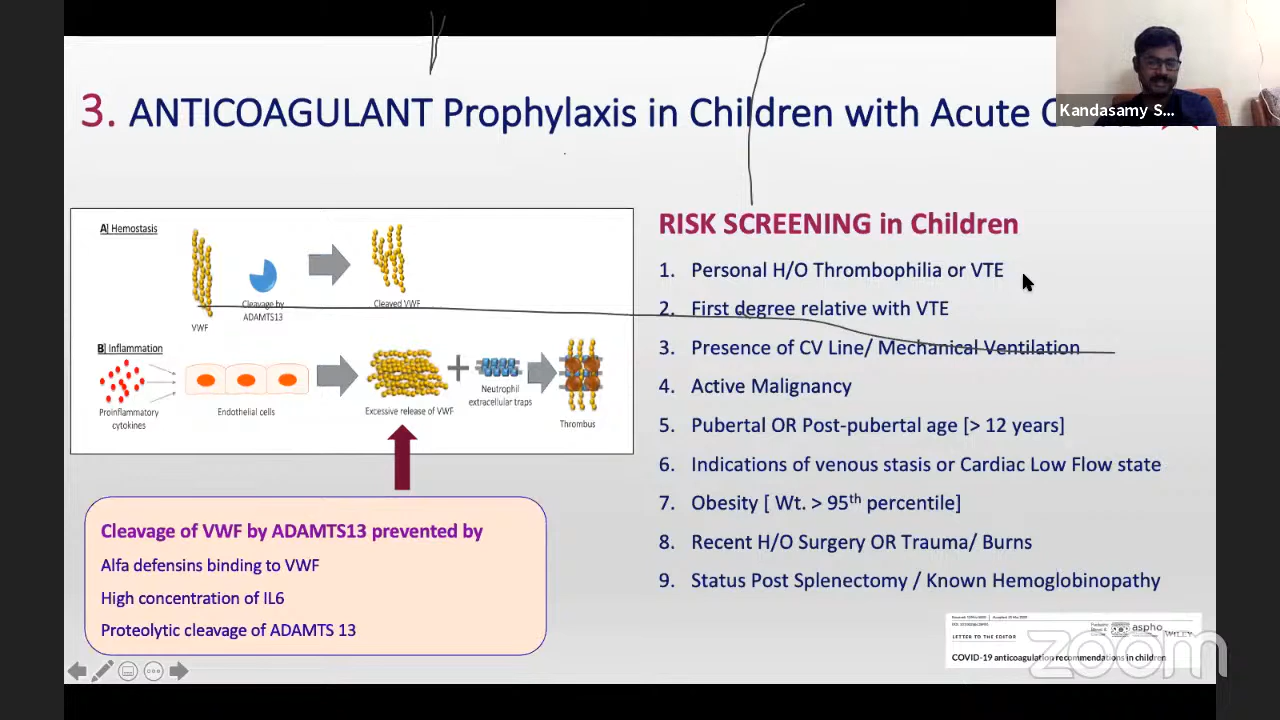 Kandasamy S...
3. ANTICOAGULANT Prophylaxis in Children with Acute
A) Hemostasis
VWF
Cleavage by
ADAMTS13
Cleaved VWF
B) Inflammation
Proinflammatory
cytokines
Endothelial cells
Excessive release of VWF
Neutrophil
extracellular traps
Thrombus
Cleavage of VWF by ADAMTS13 prevented by
Alfa defensins binding to VWF
High concentration of IL6
Proteolytic cleavage of ADAMTS 13
RISK SCREENING in Children
1. Personal H/O Thrombophilia or VTE
2. First degree relative with VTE
3. Presence of CV Line/ Mechanical Ventilation
4. Active Malignancy
5. Pubertal OR Post-pubertal age [> 12 years]
6. Indications of venous stasis or Cardiac Low Flow state
7. Obesity [ Wt. > 95th percentile]
8. Recent H/O Surgery OR Trauma/ Burns
9. Status Post Splenectomy / Known Hemoglobinopathy
LETTER TO THE EDITOR
aspho
WILEY
COVID-19 anticoagulation recommendations in children
zoom